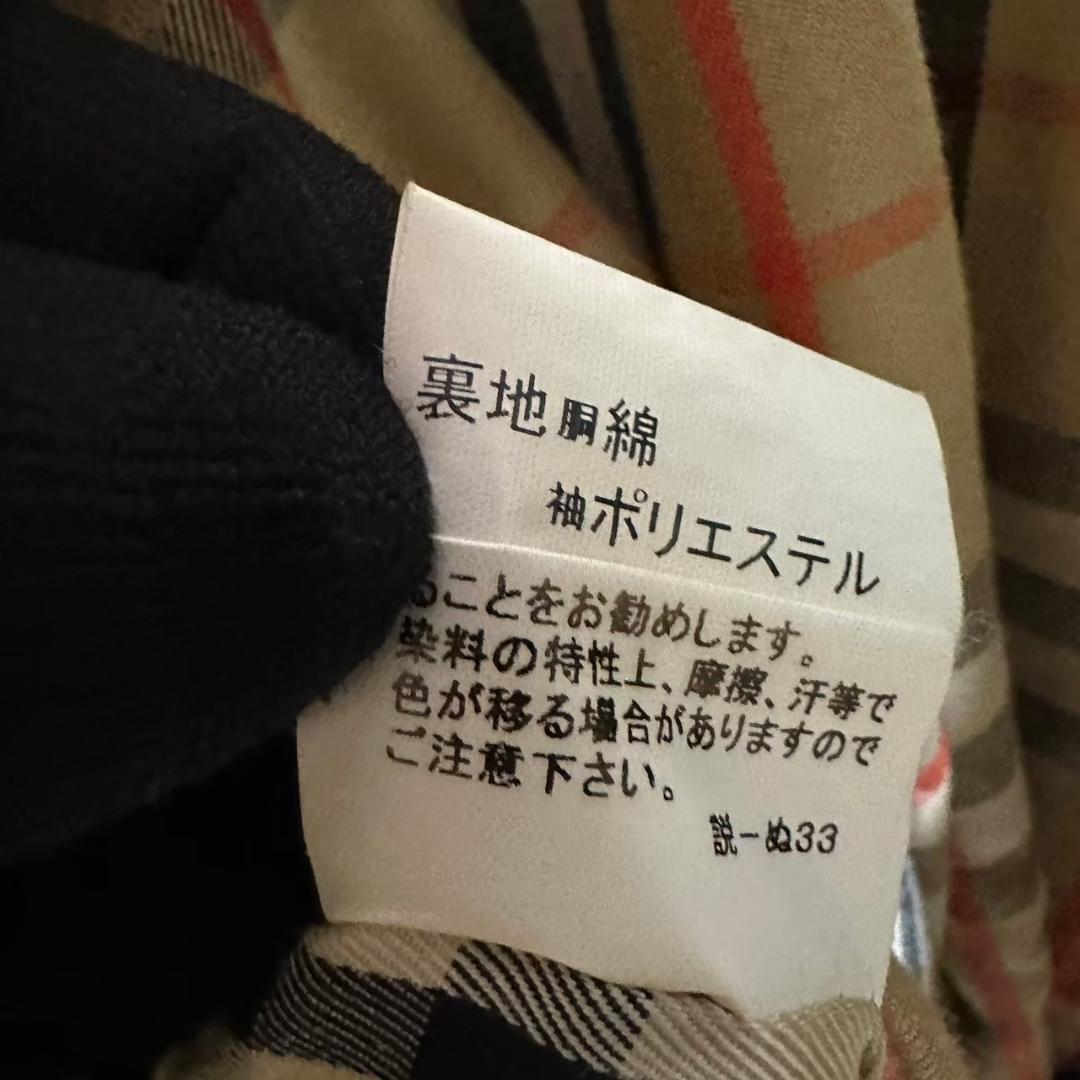 裏地胴綿
袖ポリエステル
ることをお勧めします。
染料の特性上、摩擦、汗等で
色が移る場合がありますので
ご注意下さい。
説ーぬ33